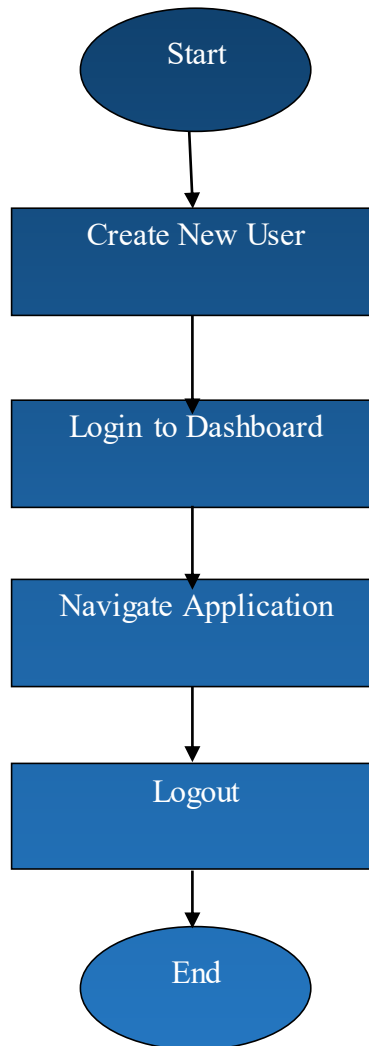 Start
Create New User
Login to Dashboard
Navigate Application
Logout
End